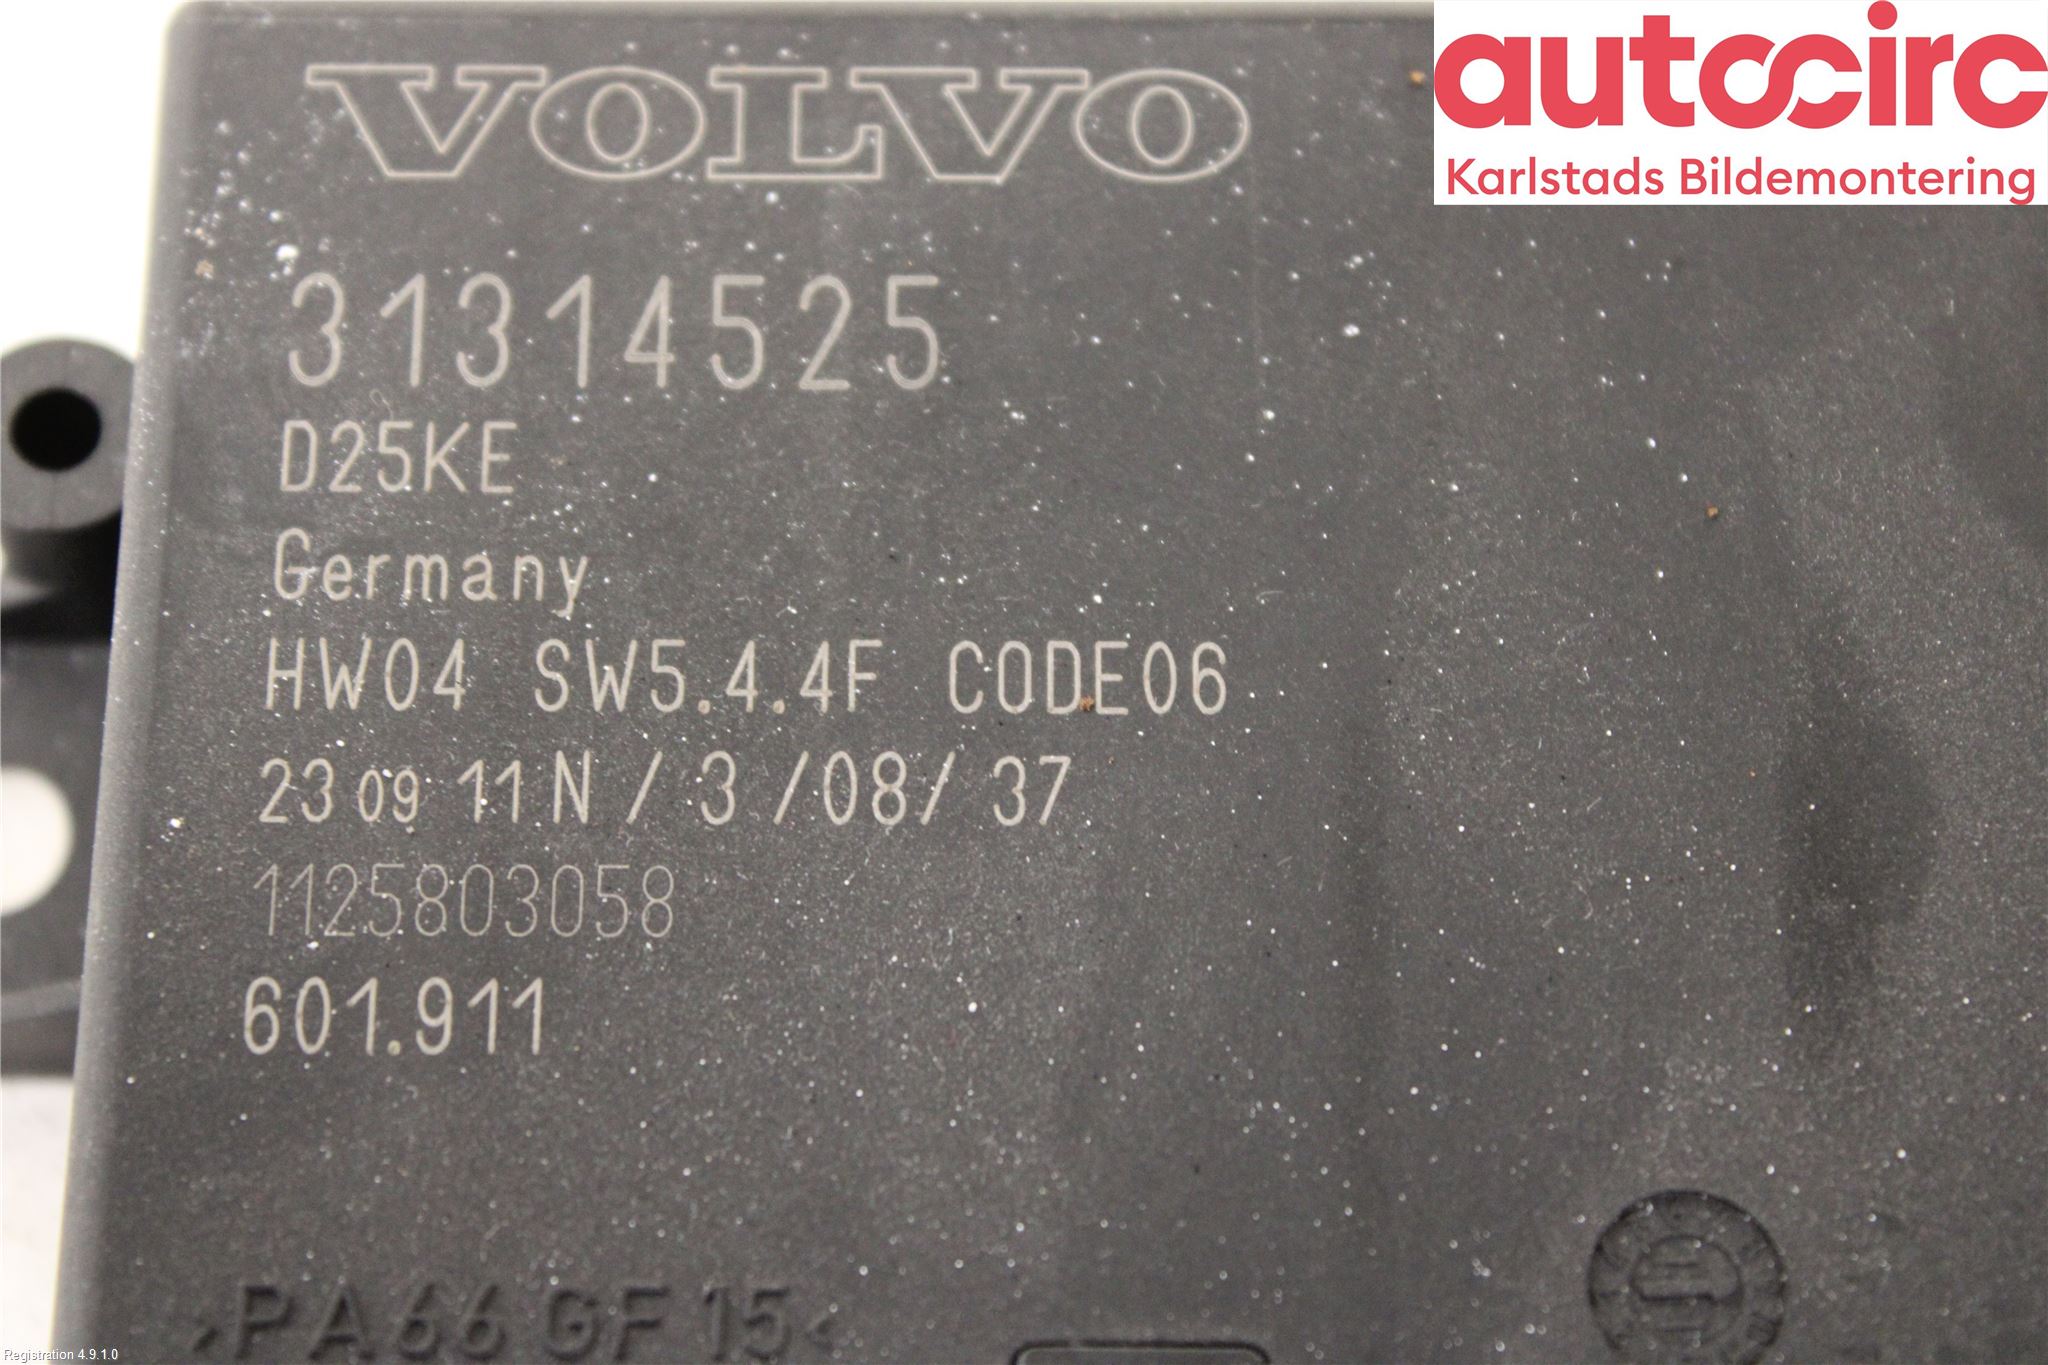 autocirc
Karlstads Bildemontering
VOLVO
31314525
D25KE
Germany
HW04 SW5.4.4F CODE06
23 09 11 N / 3 /08/ 37
1125803058
601.911
>PA66 GF15<
Registration 4.9.1.0